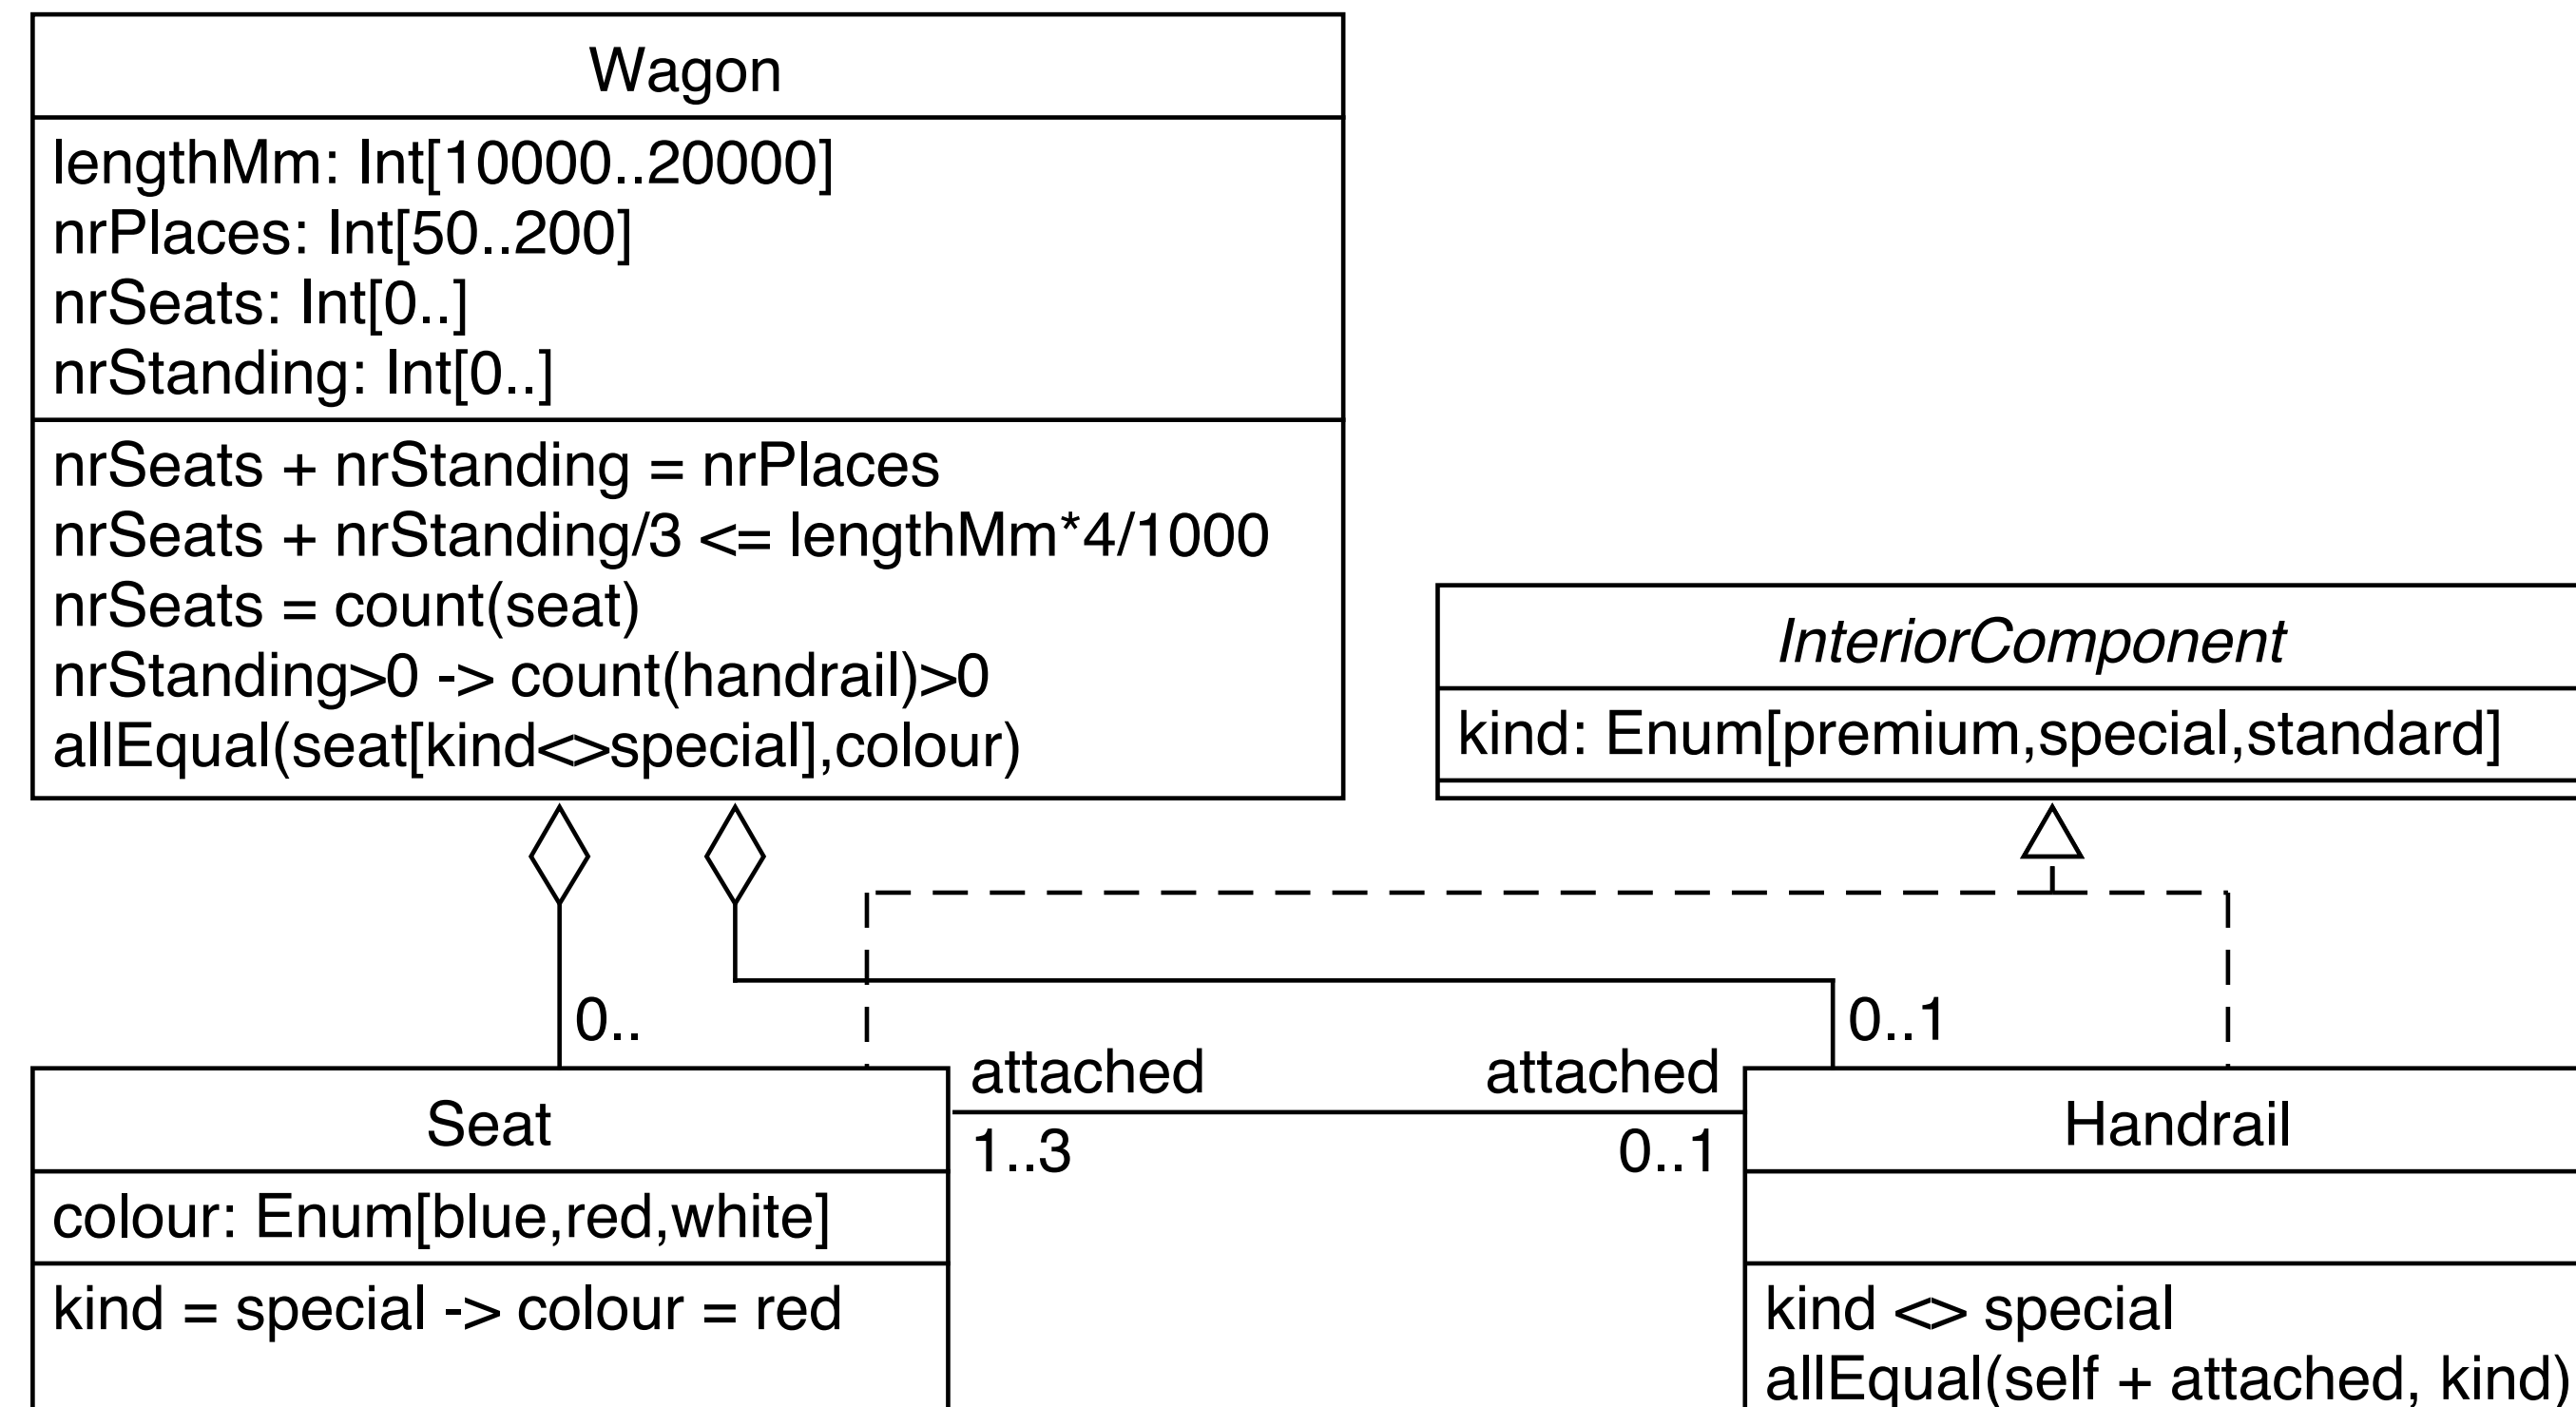 Wagon
lengthMm: Int[10000..20000]
nrPlaces: Int[50..200]
nrSeats: Int[0..]
nrStanding: Int[0..]
nrSeats + nrStanding = nrPlaces
nrSeats + nrStanding/3 <= lengthMm*4/1000
nrSeats = count(seat)
nrStanding>0 -> count(handrail)>0
allEqual(seat[kind<>special],colour)
InteriorComponent
kind: Enum[premium,special,standard]
0..
0..1
attached
attached
1..3
0..1
Seat
colour: Enum[blue,red,white]
kind = special -> colour = red
Handrail
kind <> special
allEqual(self + attached, kind)